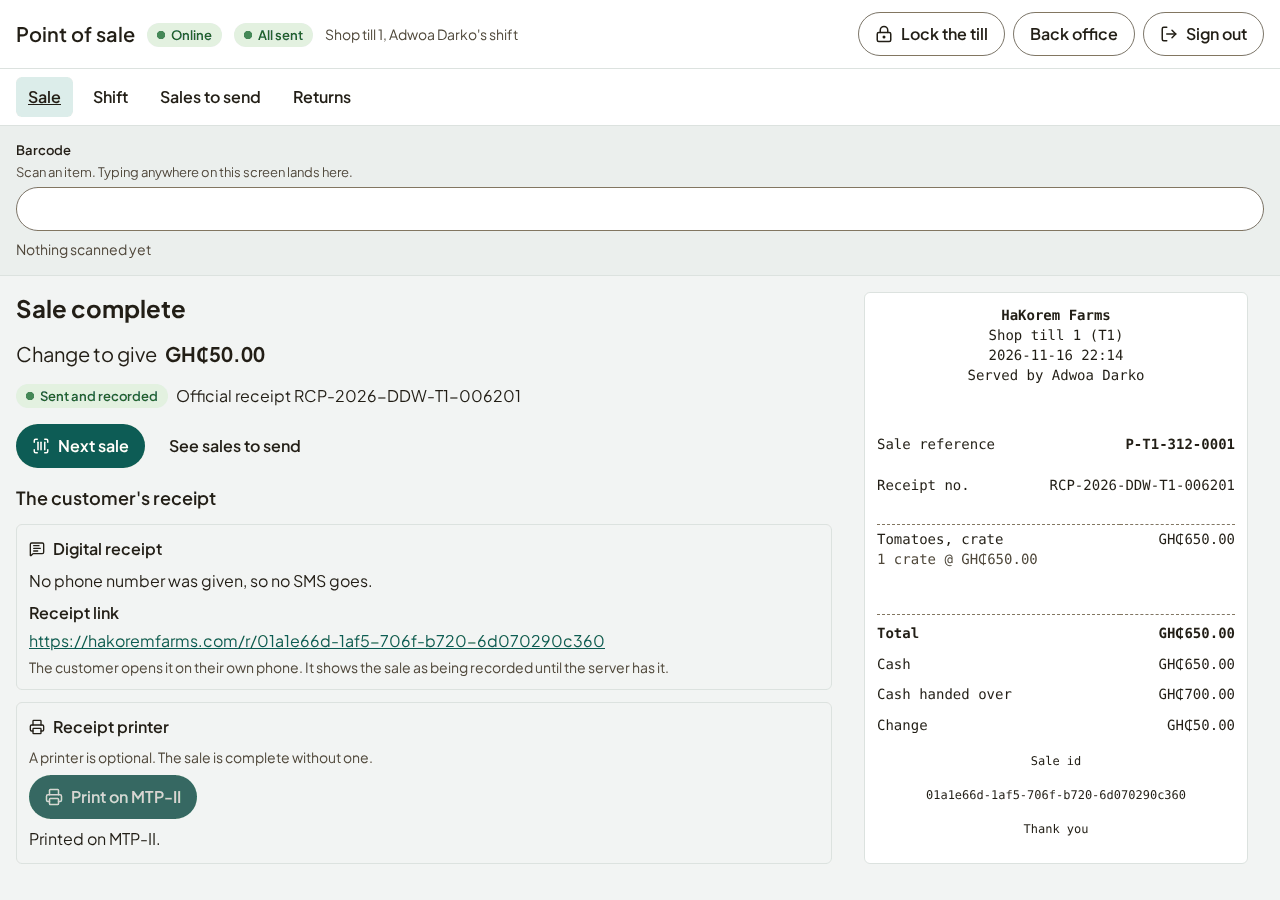 Point of sale
Online
All sent
Shop till 1, Adwoa Darko's shift
Lock the till
Back office
Sign out
Sale
Shift
Sales to send
Returns
Barcode
Scan an item. Typing anywhere on this screen lands here.
Nothing scanned yet
Sale complete
Change to give GH₵50.00
Sent and recorded
Official receipt RCP-2026-DDW-T1-006201
Next sale
See sales to send
The customer's receipt
Digital receipt
No phone number was given, so no SMS goes.
Receipt link
https://hakoremfarms.com/r/01a1e66d-1af5-706f-b720-6d070290c360
The customer opens it on their own phone. It shows the sale as being recorded until the server has it.
Receipt printer
A printer is optional. The sale is complete without one.
Print on MTP-II
Printed on MTP-II.
HaKorem Farms
Shop till 1 (T1)
2026-11-16 22:14
Served by Adwoa Darko
Sale reference P-T1-312-0001
Receipt no. RCP-2026-DDW-T1-006201
Tomatoes, crate GH₵650.00
1 crate @ GH₵650.00
Total GH₵650.00
Cash GH₵650.00
Cash handed over GH₵700.00
Change GH₵50.00
Sale id
01a1e66d-1af5-706f-b720-6d070290c360
Thank you